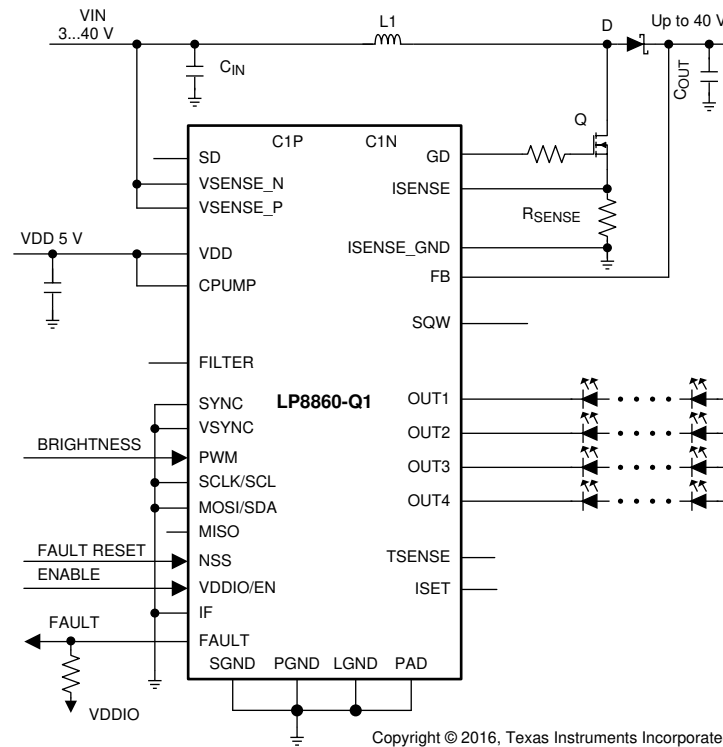 VIN
3...40 V
L1
D
Up to 40 V
CIN
COUT
Q
C1P
C1N
SD
GD
VSENSE_N
ISENSE
VSENSE_P
RSENSE
VDD 5 V
VDD
ISENSE_GND
CPUMP
FB
SQW
FILTER
SYNC
LP8860-Q1
OUT1
VSYNC
BRIGHTNESS
PWM
OUT2
SCLK/SCL
OUT3
MOSI/SDA
OUT4
MISO
FAULT RESET
NSS
TSENSE
ENABLE
VDDIO/EN
ISET
IF
FAULT
FAULT
SGND
PGND
LGND
PAD
VDDIO
Copyright © 2016, Texas Instruments Incorporate